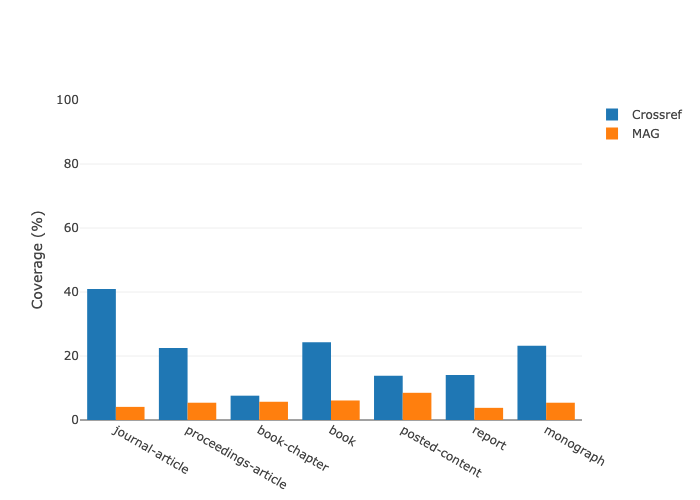 100
80
60
40
20
0
Coverage (%)
journal-article
proceedings-article
book-chapter
book
posted-content
report
monograph
Crossref
MAG